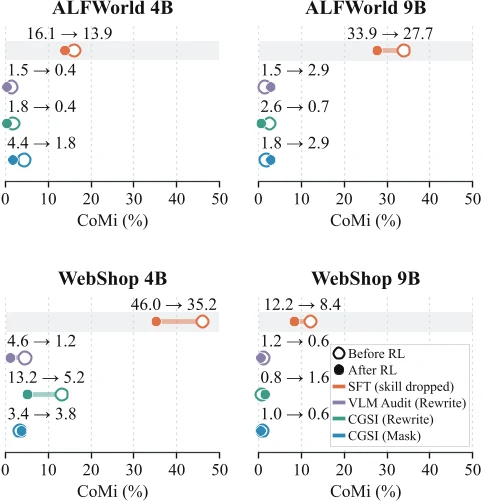 ALFWorld 4B
16.1 → 13.9
1.5 → 0.4
1.8 → 0.4
4.4 → 1.8
0 10 20 30 40 50
CoMi (%)
ALFWorld 9B
33.9 → 27.7
1.5 → 2.9
2.6 → 0.7
1.8 → 2.9
0 10 20 30 40 50
CoMi (%)
WebShop 4B
46.0 → 35.2
4.6 → 1.2
13.2 → 5.2
3.4 → 3.8
0 10 20 30 40 50
CoMi (%)
WebShop 9B
12.2 → 8.4
1.2 → 0.6
0.8 → 1.6
1.0 → 0.6
Before RL
After RL
SFT (skill dropped)
VLM Audit (Rewrite)
CGSI (Rewrite)
CGSI (Mask)
0 10 20 30 40 50
CoMi (%)